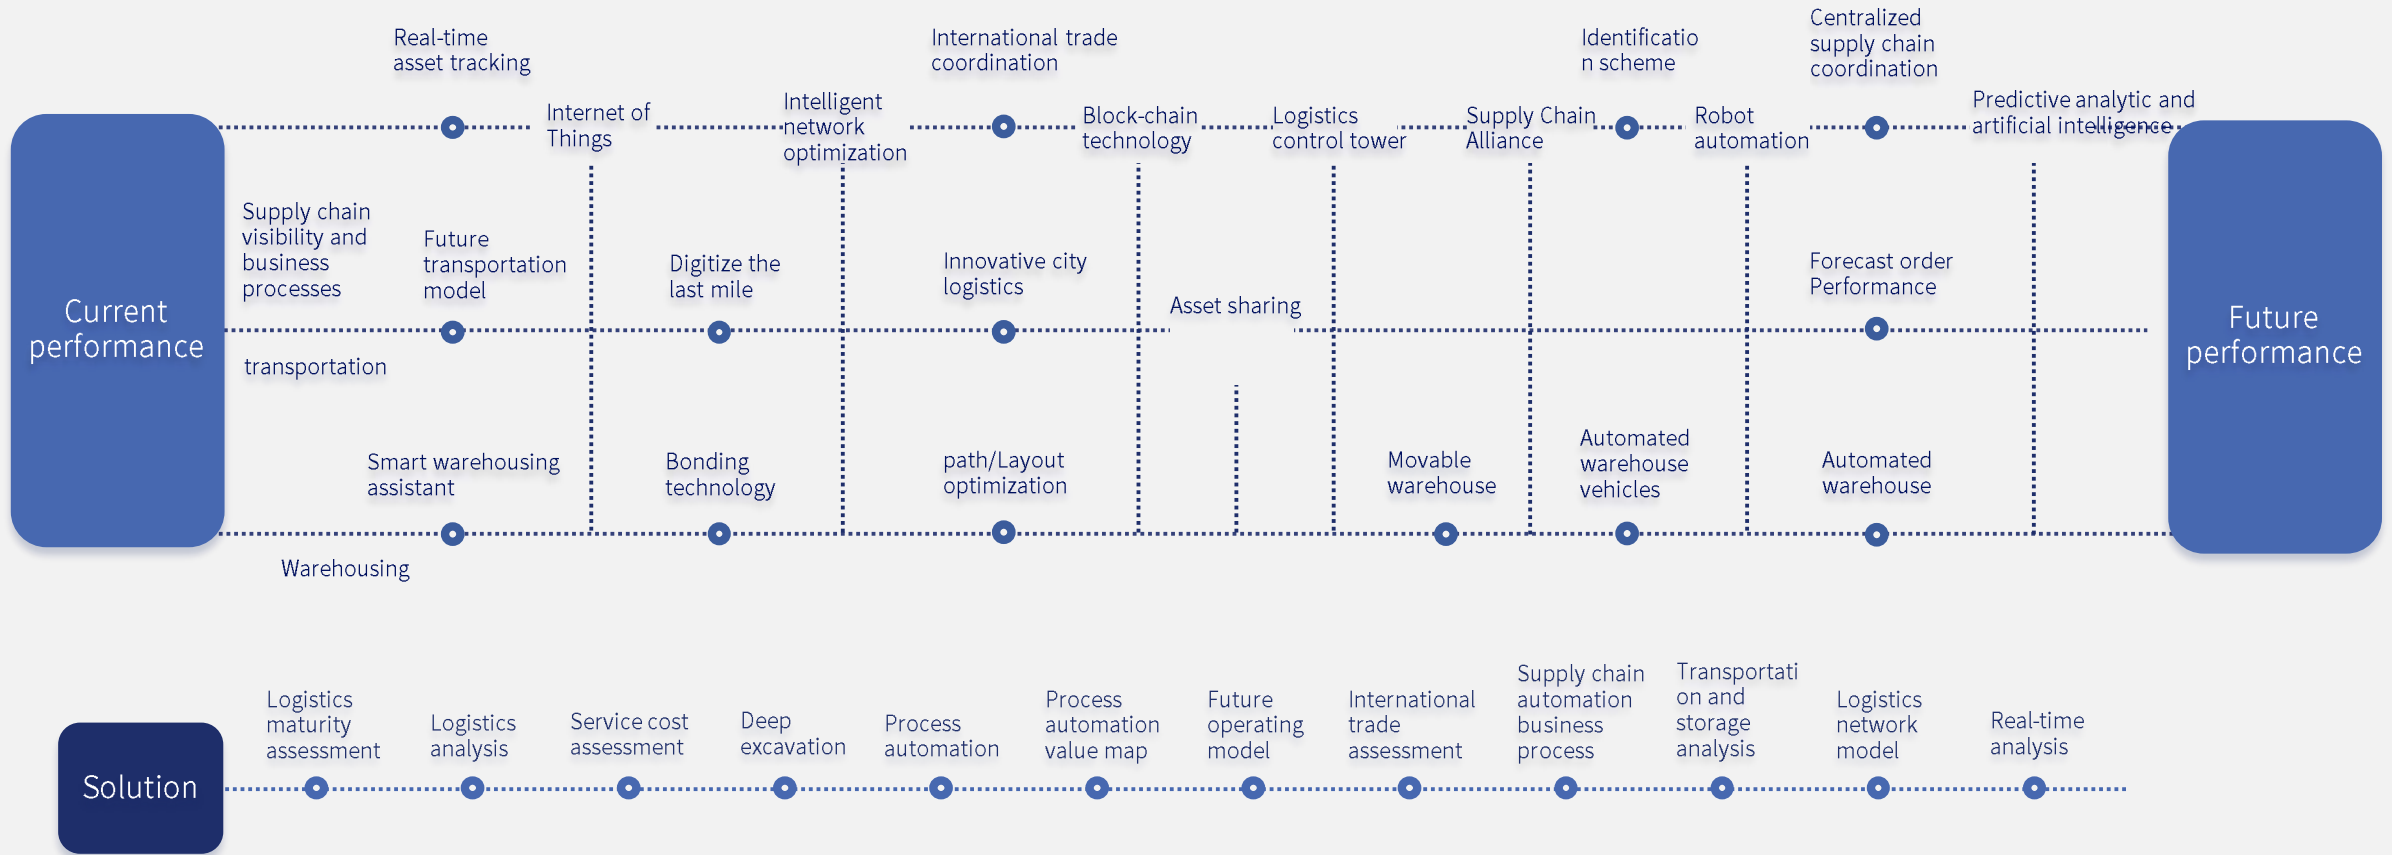 Real-time
asset tracking
International trade
coordination
Identificatio
n scheme
Centralized
supply chain
coordination
Internet of
Things
Intelligent
network
optimization
Block-chain
technology
Logistics
control tower
Supply Chain
Alliance
Robot
automation
Predictive analytic and
artificial intelligence
Current
performance
Supply chain
visibility and
business
processes
Future
transportation
model
Digitize the
last mile
Innovative city
logistics
Asset sharing
Forecast order
Performance
Future
performance
transportation
Smart warehousing
assistant
Bonding
technology
path/Layout
optimization
Movable
warehouse
Automated
warehouse
vehicles
Automated
warehouse
Warehousing
Solution
Logistics
maturity
assessment
Logistics
analysis
Service cost
assessment
Deep
excavation
Process
automation
Process
automation
value map
Future
operating
model
International
trade
assessment
Supply chain
automation
business
process
Transportati
on and
storage
analysis
Logistics
network
model
Real-time
analysis